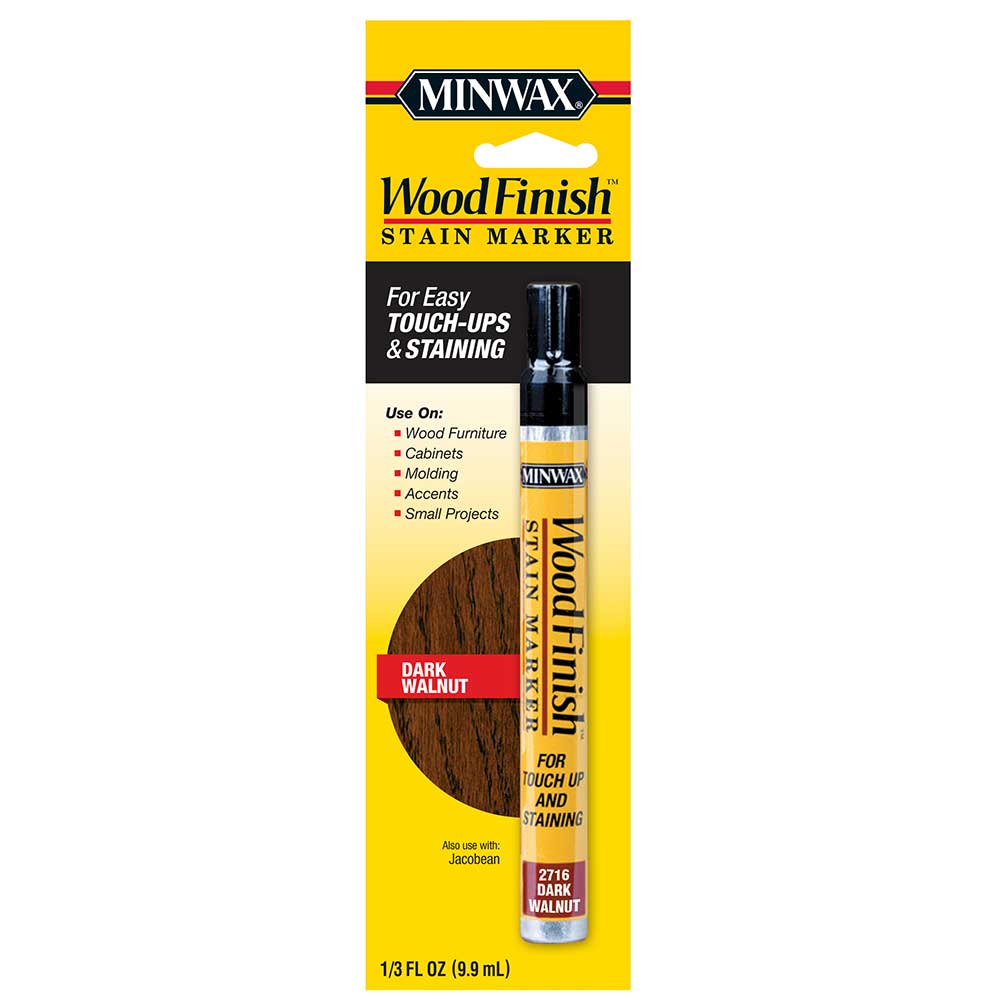 MINWAX®
Wood Finish™
STAIN MARKER
For Easy
TOUCH-UPS
& STAINING
Use On:
Wood Furniture
Cabinets
Molding
Accents
Small Projects
DARK
WALNUT
Also use with:
Jacobean
1/3 FL OZ (9.9 mL)
MINWAX
Wood Finish™
STAIN MARKER
FOR
TOUCH UP
AND
STAINING
2716
DARK
WALNUT